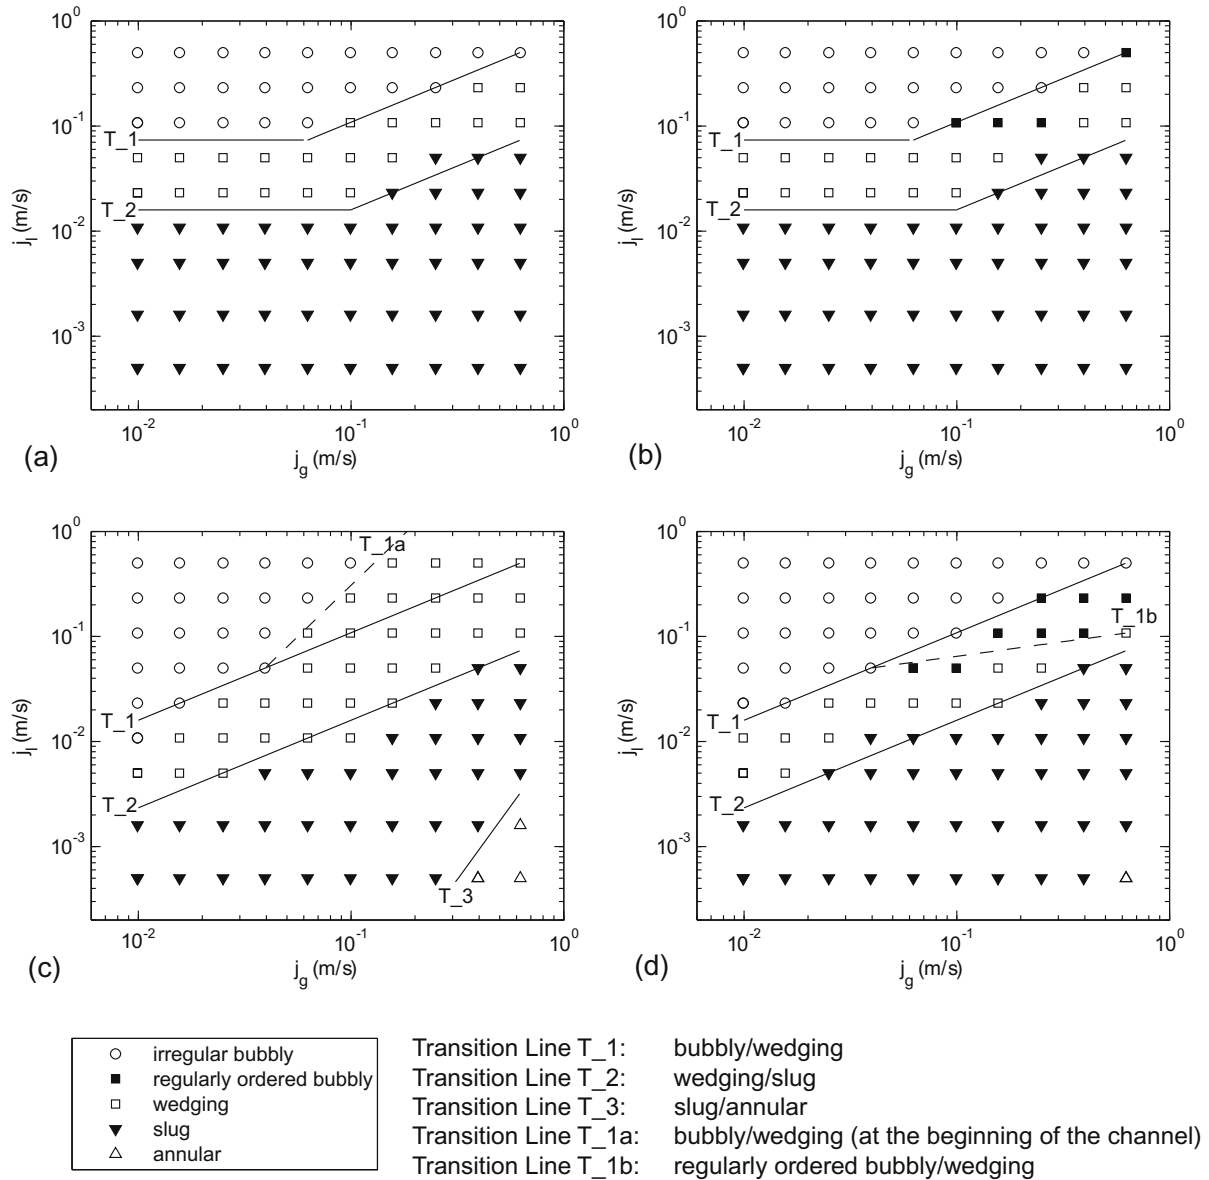 10^0
10^-1
10^-2
10^-3
j_l (m/s)
T_1
T_2
10^-2
10^-1
10^0
j_g (m/s)
(a)
10^0
10^-1
10^-2
10^-3
j_l (m/s)
T_1
T_2
10^-2
10^-1
10^0
j_g (m/s)
(b)
10^0
10^-1
10^-2
10^-3
j_l (m/s)
T_1a
T_1
T_2
T_3
10^-2
10^-1
10^0
j_g (m/s)
(c)
10^0
10^-1
10^-2
10^-3
j_l (m/s)
T_1b
T_1
T_2
10^-2
10^-1
10^0
j_g (m/s)
(d)
irregular bubbly
regularly ordered bubbly
wedging
slug
annular
Transition Line T_1: bubbly/wedging
Transition Line T_2: wedging/slug
Transition Line T_3: slug/annular
Transition Line T_1a: bubbly/wedging (at the beginning of the channel)
Transition Line T_1b: regularly ordered bubbly/wedging